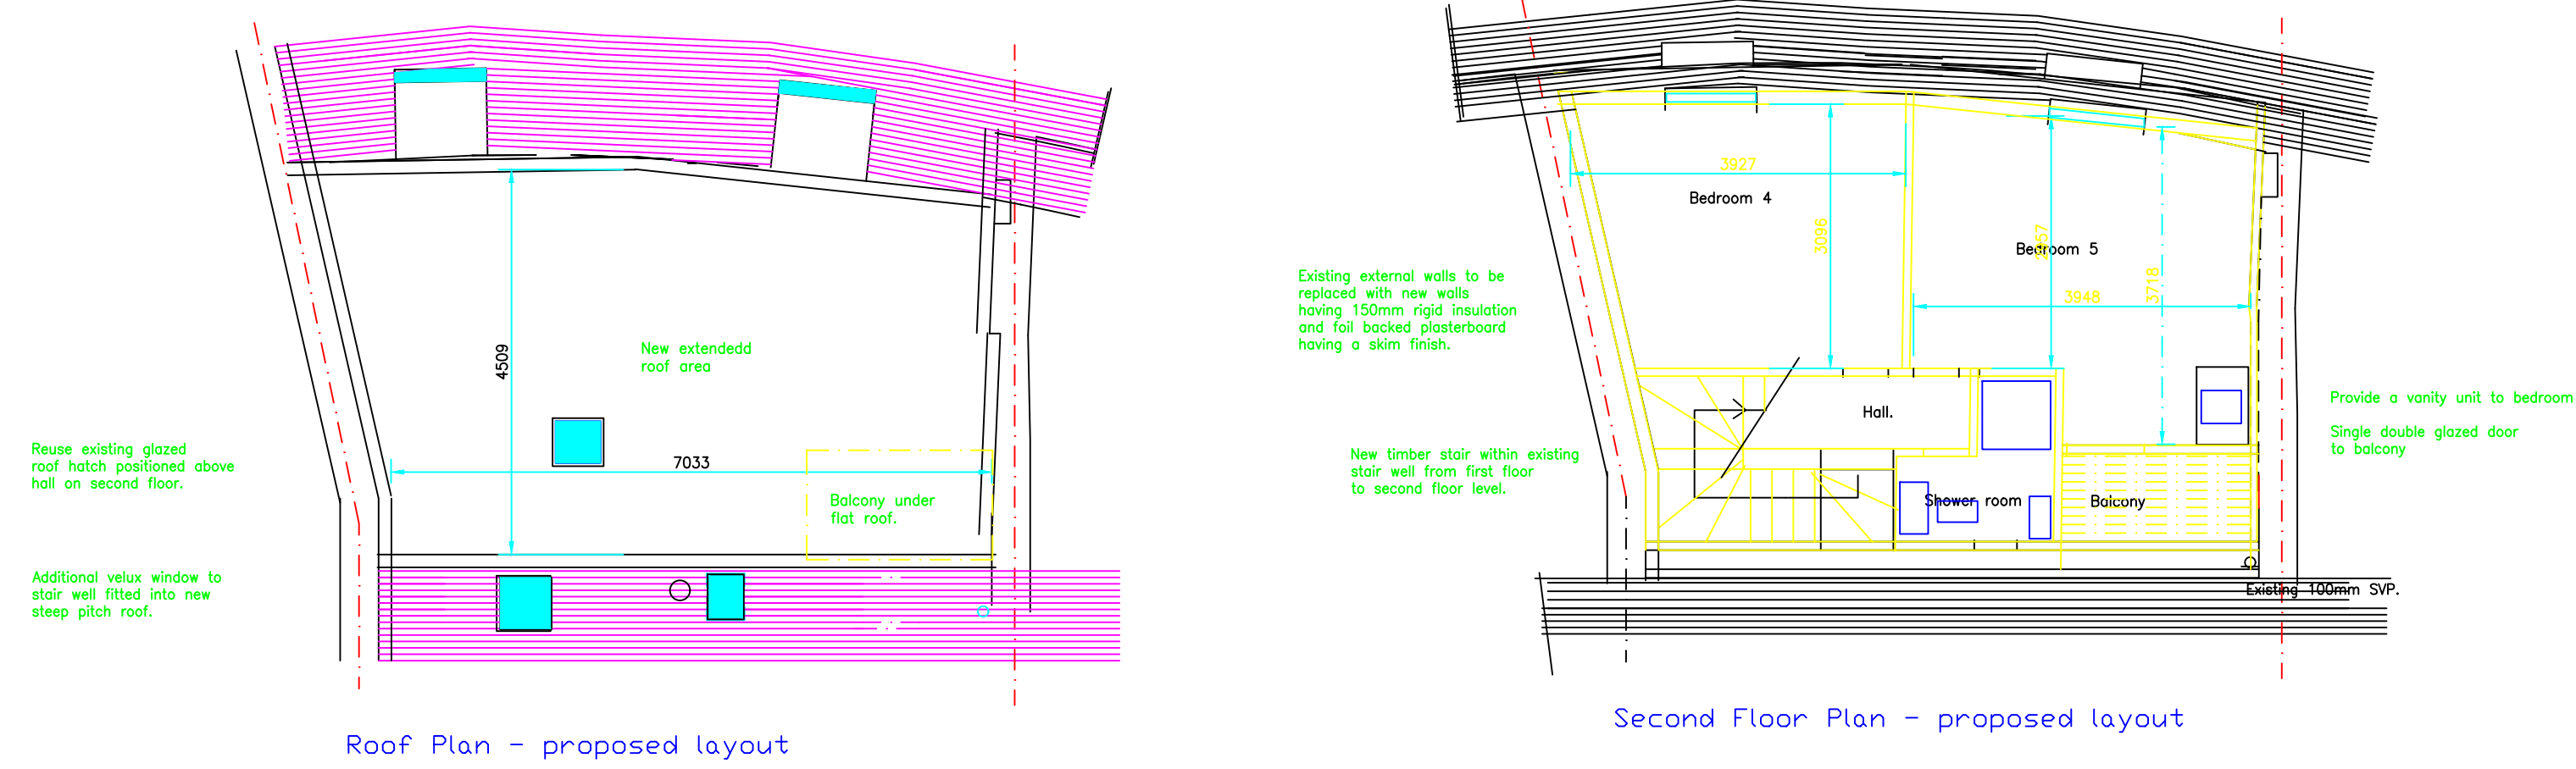 Reuse existing glazed
roof hatch positioned above
hall on second floor.
Additional velux window to
stair well fitted into new
steep pitch roof.
4509
New extendedd
roof area
7033
Balcony under
flat roof.
Roof Plan - proposed layout
Existing external walls to be
replaced with new walls
having 150mm rigid insulation
and foil backed plasterboard
having a skim finish.
New timber stair within existing
stair well from first floor
to second floor level.
3927
Bedroom 4
3096
Bedroom 5
3718
3948
Hall.
Shower room
Balcony
Existing 100mm SVP.
Provide a vanity unit to bedroom
Single double glazed door
to balcony
Second Floor Plan - proposed layout